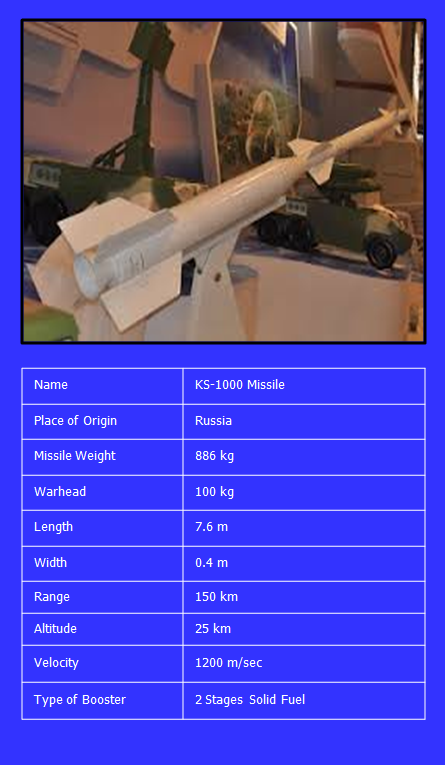 Name KS-1000 Missile
Place of Origin Russia
Missile Weight 886 kg
Warhead 100 kg
Length 7.6 m
Width 0.4 m
Range 150 km
Altitude 25 km
Velocity 1200 m/sec
Type of Booster 2 Stages Solid Fuel